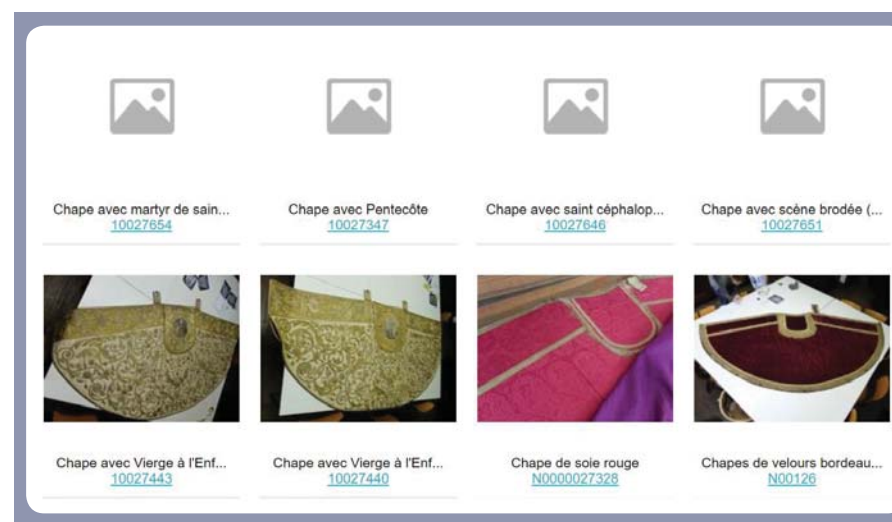 Chape avec martyr de sain...
10027654
Chape avec Pentecôte
10027347
Chape avec saint céphalop...
10027646
Chape avec scène brodée (...
10027651
Chape avec Vierge à l'Enf...
10027443
Chape avec Vierge à l'Enf...
10027440
Chape de soie rouge
N0000027328
Chapes de velours bordeau...
N00126